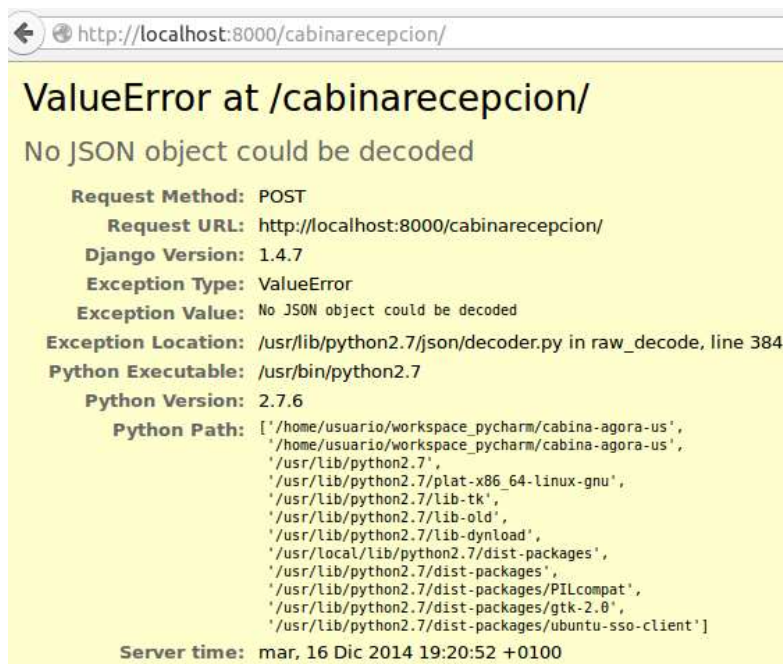 http://localhost:8000/cabinarecepcion/
ValueError at /cabinarecepcion/
No JSON object could be decoded
Request Method: POST
Request URL: http://localhost:8000/cabinarecepcion/
Django Version: 1.4.7
Exception Type: ValueError
Exception Value: No JSON object could be decoded
Exception Location: /usr/lib/python2.7/json/decoder.py in raw_decode, line 384
Python Executable: /usr/bin/python2.7
Python Version: 2.7.6
Python Path: ['/home/usuario/workspace_pycharm/cabina-agora-us',
'/home/usuario/workspace_pycharm/cabina-agora-us',
'/usr/lib/python2.7',
'/usr/lib/python2.7/plat-x86_64-linux-gnu',
'/usr/lib/python2.7/lib-tk',
'/usr/lib/python2.7/lib-old',
'/usr/lib/python2.7/lib-dynload',
'/usr/local/lib/python2.7/dist-packages',
'/usr/lib/python2.7/dist-packages',
'/usr/lib/python2.7/dist-packages/PILcompat',
'/usr/lib/python2.7/dist-packages/gtk-2.0',
'/usr/lib/python2.7/dist-packages/ubuntu-sso-client']
Server time: mar, 16 Dic 2014 19:20:52 +0100